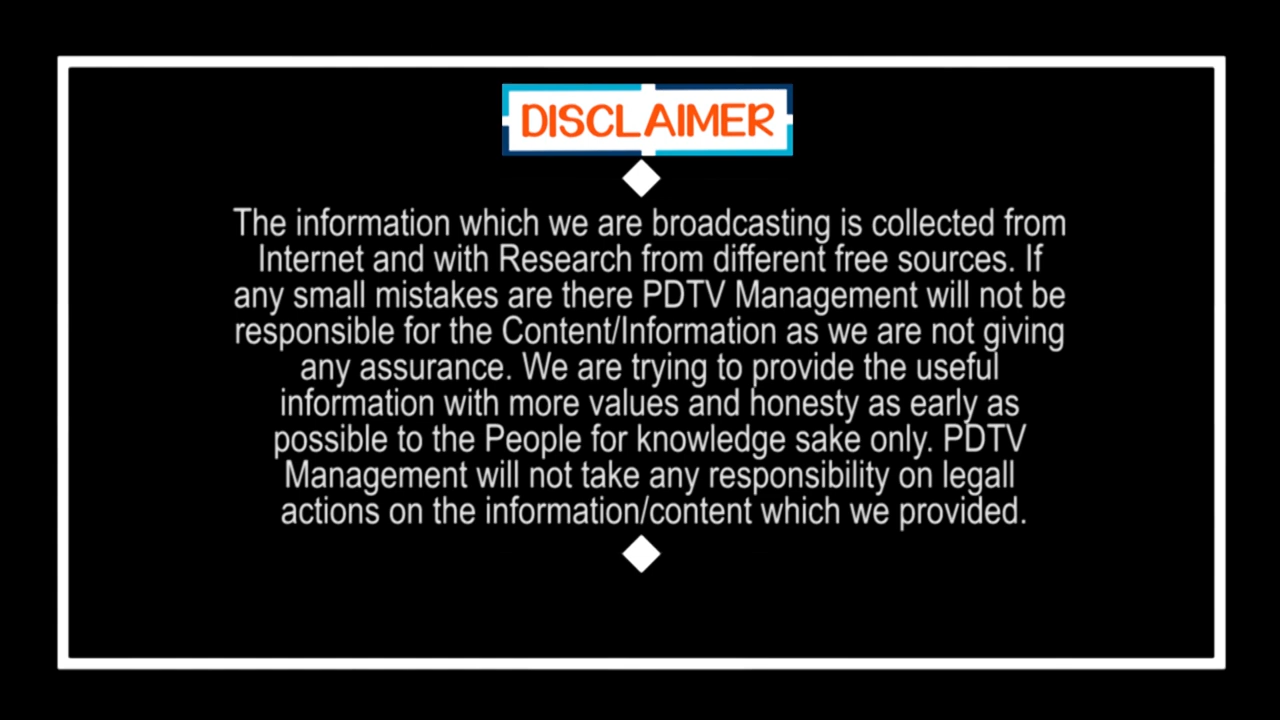 DISCLAIMER
The information which we are broadcasting is collected from
Internet and with Research from different free sources. If
any small mistakes are there PDTV Management will not be
responsible for the Content/Information as we are not giving
any assurance. We are trying to provide the useful
information with more values and honesty as early as
possible to the People for knowledge sake only. PDTV
Management will not take any responsibility on legall
actions on the information/content which we provided.